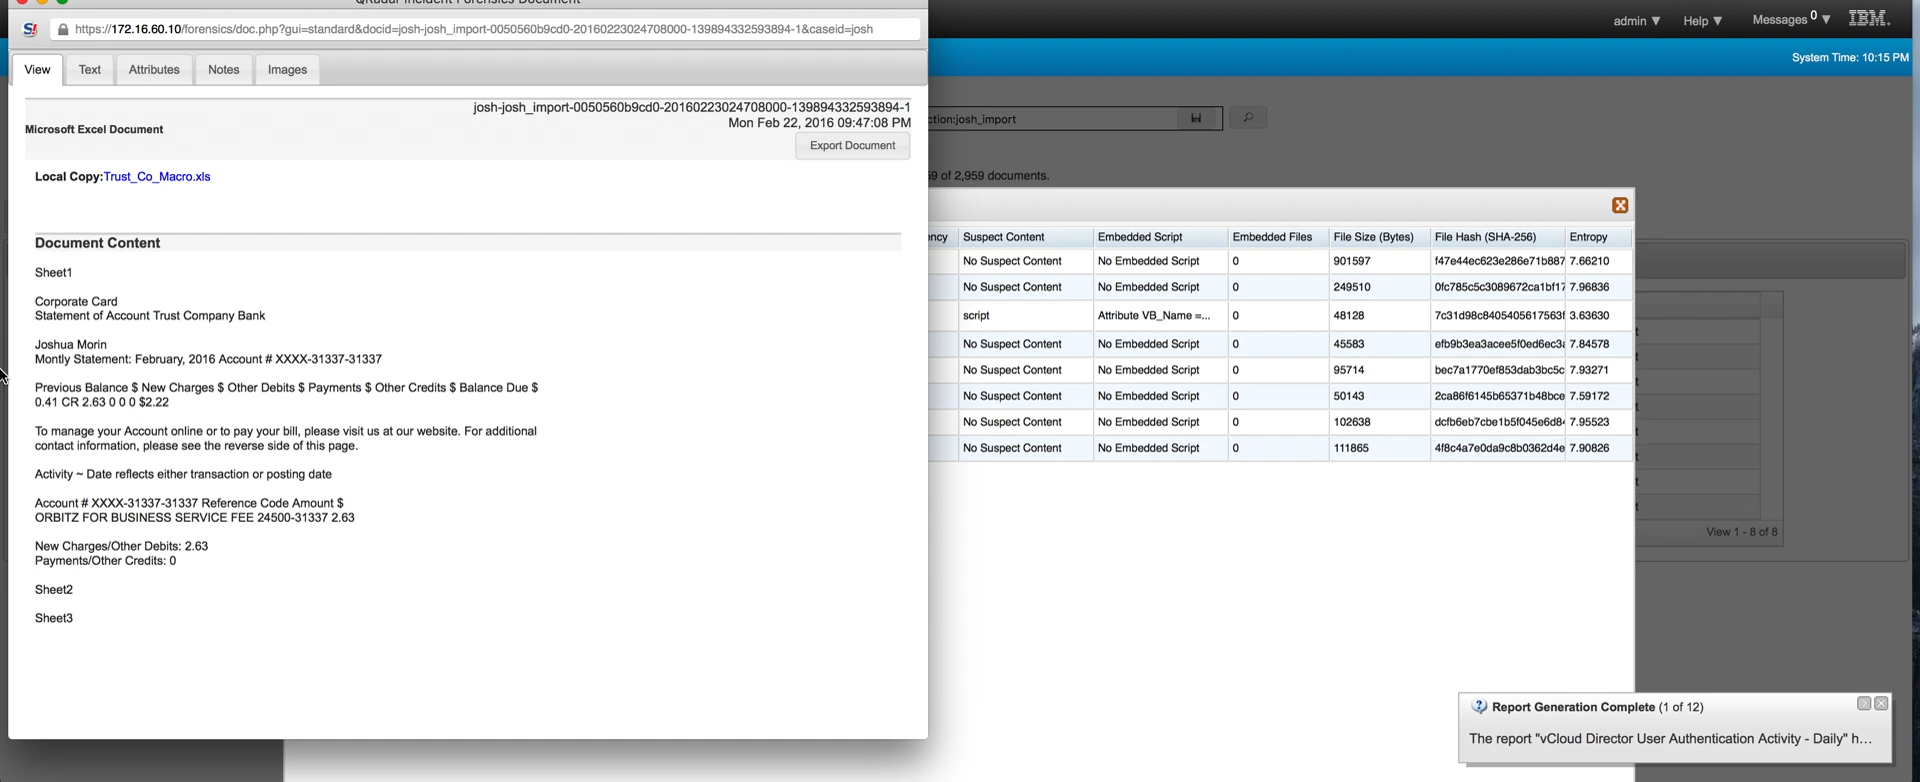 QRadar Incident Forensics Document
https://172.16.60.10/forensics/doc.php?gui=standard&docid=josh-josh_import-0050560b9cd0-20160223024708000-139894332593894-1&caseid=josh
admin ▼ Help ▼ Messages 0 ▼ IBM.
System Time: 10:15 PM
View Text Attributes Notes Images
josh-josh_import-0050560b9cd0-20160223024708000-139894332593894-1
Mon Feb 22, 2016 09:47:08 PM
Microsoft Excel Document
Export Document
Local Copy:Trust_Co_Macro.xls
Document Content
Sheet1
Corporate Card
Statement of Account Trust Company Bank
Joshua Morin
Montly Statement: February, 2016 Account # XXXX-31337-31337
Previous Balance $ New Charges $ Other Debits $ Payments $ Other Credits $ Balance Due $
0.41 CR 2.63 0 0 0 $2.22
To manage your Account online or to pay your bill, please visit us at our website. For additional
contact information, please see the reverse side of this page.
Activity ~ Date reflects either transaction or posting date
Account # XXXX-31337-31337 Reference Code Amount $
ORBITZ FOR BUSINESS SERVICE FEE 24500-31337 2.63
New Charges/Other Debits: 2.63
Payments/Other Credits: 0
Sheet2
Sheet3
ction:josh_import
59 of 2,959 documents.
ncy Suspect Content Embedded Script Embedded Files File Size (Bytes) File Hash (SHA-256) Entropy
No Suspect Content No Embedded Script 0 901597 f47e44ec623e286e71b887 7.66210
No Suspect Content No Embedded Script 0 249510 0fc785c5c3089672ca1bf17 7.96836
script Attribute VB_Name =... 0 48128 7c31d98c8405405617563f 3.63630
No Suspect Content No Embedded Script 0 45583 efb9b3ea3acee5f0ed6ec3a 7.84578
No Suspect Content No Embedded Script 0 95714 bec7a1770ef853dab3bc5c 7.93271
No Suspect Content No Embedded Script 0 50143 2ca86f6145b65371b48bce 7.59172
No Suspect Content No Embedded Script 0 102638 dcfb6eb7cbe1b5f045e6d84 7.95523
No Suspect Content No Embedded Script 0 111865 4f8c4a7e0da9c8b0362d4e 7.90826
View 1 - 8 of 8
Report Generation Complete (1 of 12)
The report "vCloud Director User Authentication Activity - Daily" h...